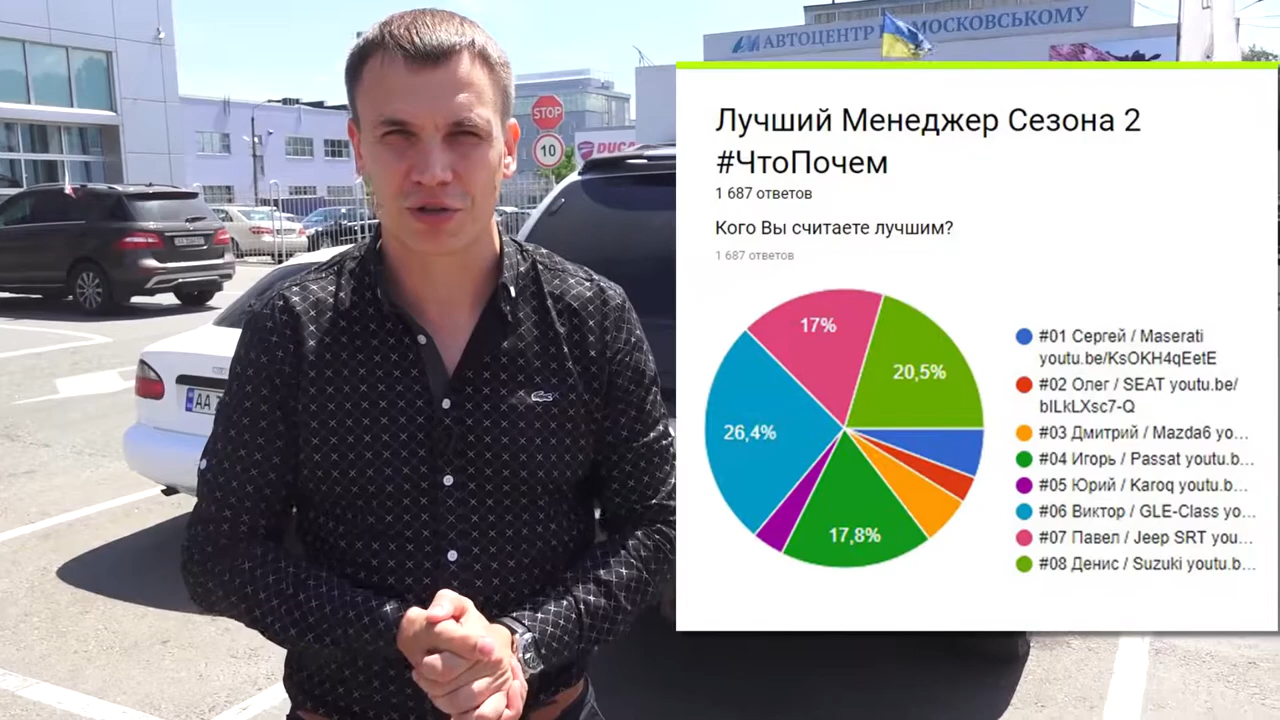 АВТОЦЕНТР
МОСКОВСЬКОМУ
STOP
10
DUCA
AA
Лучший Менеджер Сезона 2
#ЧтоПочем
1 687 ответов
Кого Вы считаете лучшим?
1 687 ответов
17%
20,5%
26,4%
17,8%
#01 Сергей / Maserati
youtu.be/KsOKH4qEetE
#02 Олег / SEAT youtu.be/
bILkLXsc7-Q
#03 Дмитрий / Mazda6 yo...
#04 Игорь / Passat youtu.b...
#05 Юрий / Karoq youtu.b...
#06 Виктор / GLE-Class yo...
#07 Павел / Jeep SRT you...
#08 Денис / Suzuki youtu.b...